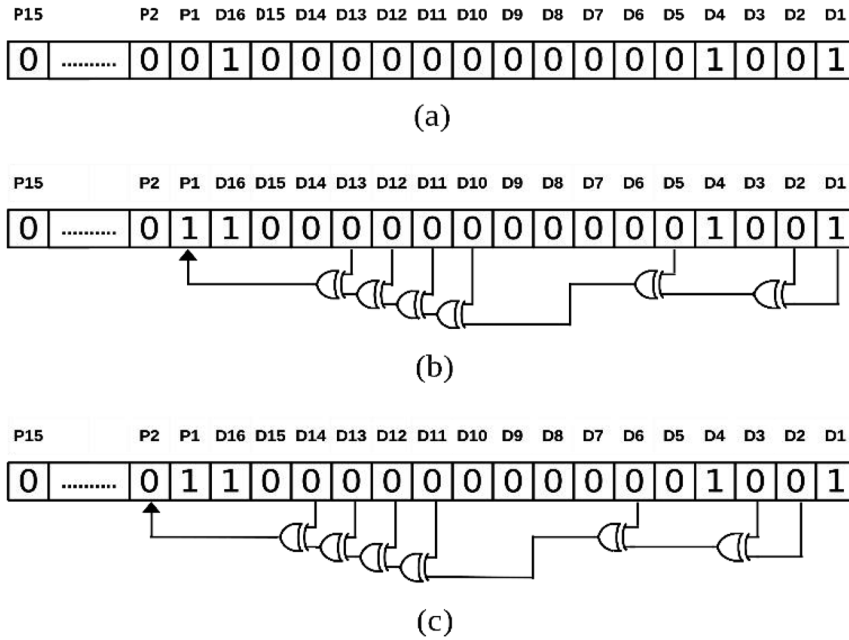 P15 P2 P1 D16 D15 D14 D13 D12 D11 D10 D9 D8 D7 D6 D5 D4 D3 D2 D1
0 .......... 0 0 1 0 0 0 0 0 0 0 0 0 0 0 1 0 0 1
(a)
P15 P2 P1 D16 D15 D14 D13 D12 D11 D10 D9 D8 D7 D6 D5 D4 D3 D2 D1
0 .......... 0 1 1 0 0 0 0 0 0 0 0 0 0 0 1 0 0 1
(b)
P15 P2 P1 D16 D15 D14 D13 D12 D11 D10 D9 D8 D7 D6 D5 D4 D3 D2 D1
0 .......... 0 1 1 0 0 0 0 0 0 0 0 0 0 0 1 0 0 1
(c)